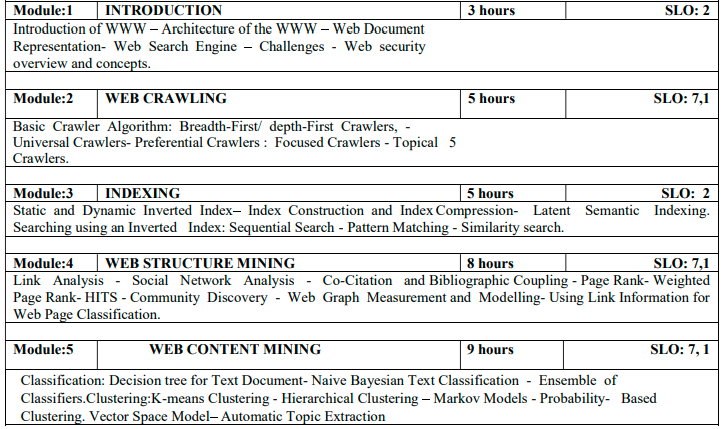 Module:1 INTRODUCTION 3 hours SLO: 2
Introduction of WWW – Architecture of the WWW – Web Document
Representation- Web Search Engine – Challenges - Web security
overview and concepts.
Module:2 WEB CRAWLING 5 hours SLO: 7,1
Basic Crawler Algorithm: Breadth-First/ depth-First Crawlers, -
Universal Crawlers- Preferential Crawlers : Focused Crawlers - Topical 5
Crawlers.
Module:3 INDEXING 5 hours SLO: 2
Static and Dynamic Inverted Index– Index Construction and Index Compression- Latent Semantic Indexing.
Searching using an Inverted Index: Sequential Search - Pattern Matching - Similarity search.
Module:4 WEB STRUCTURE MINING 8 hours SLO: 7,1
Link Analysis - Social Network Analysis - Co-Citation and Bibliographic Coupling - Page Rank- Weighted
Page Rank- HITS - Community Discovery - Web Graph Measurement and Modelling- Using Link Information for
Web Page Classification.
Module:5 WEB CONTENT MINING 9 hours SLO: 7, 1
Classification: Decision tree for Text Document- Naive Bayesian Text Classification - Ensemble of
Classifiers.Clustering:K-means Clustering - Hierarchical Clustering – Markov Models - Probability- Based
Clustering. Vector Space Model– Automatic Topic Extraction